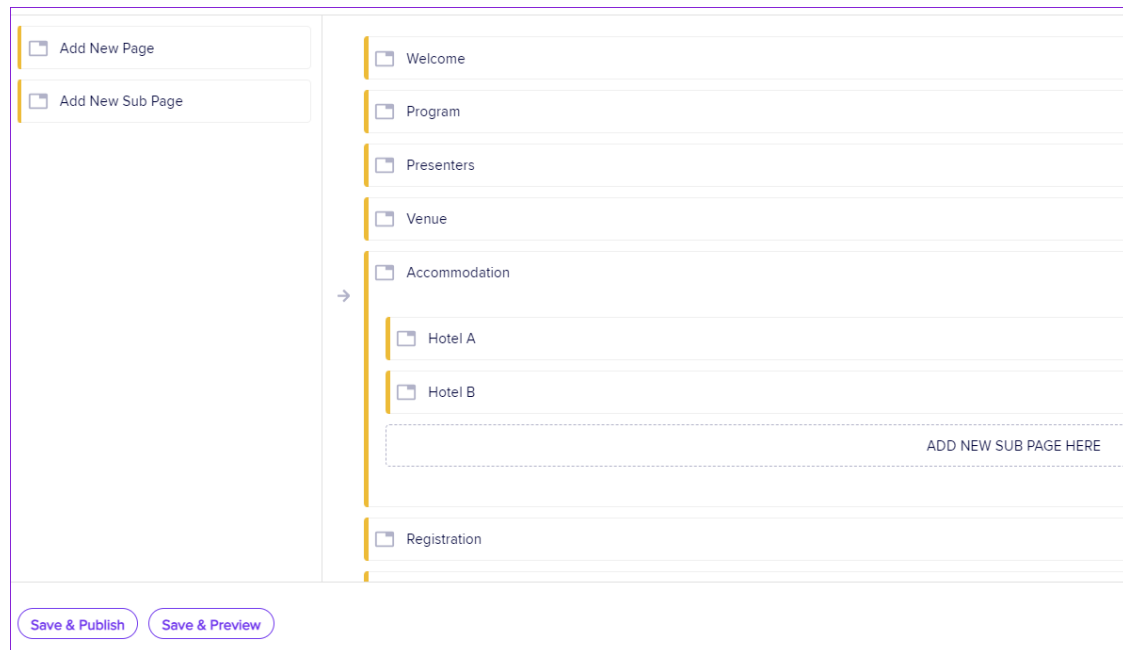 Add New Page
Add New Sub Page
Welcome
Program
Presenters
Venue
Accommodation
Hotel A
Hotel B
ADD NEW SUB PAGE HERE
Registration
Save & Publish
Save & Preview